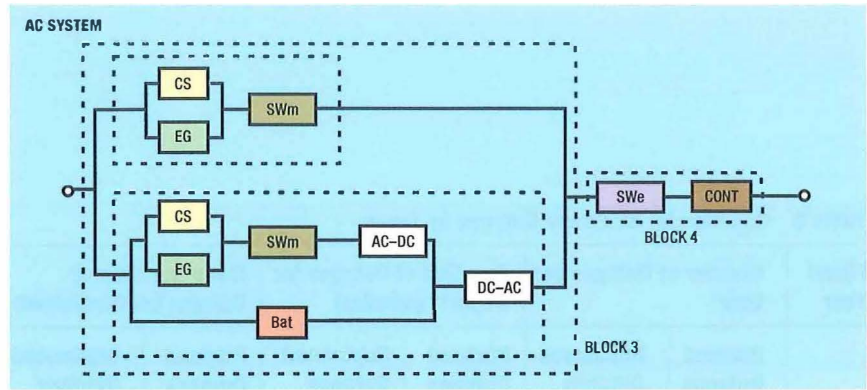 AC SYSTEM
CS
EG
SWm
CS
EG
SWm
AC–DC
Bat
DC–AC
SWe
CONT
BLOCK 4
BLOCK 3